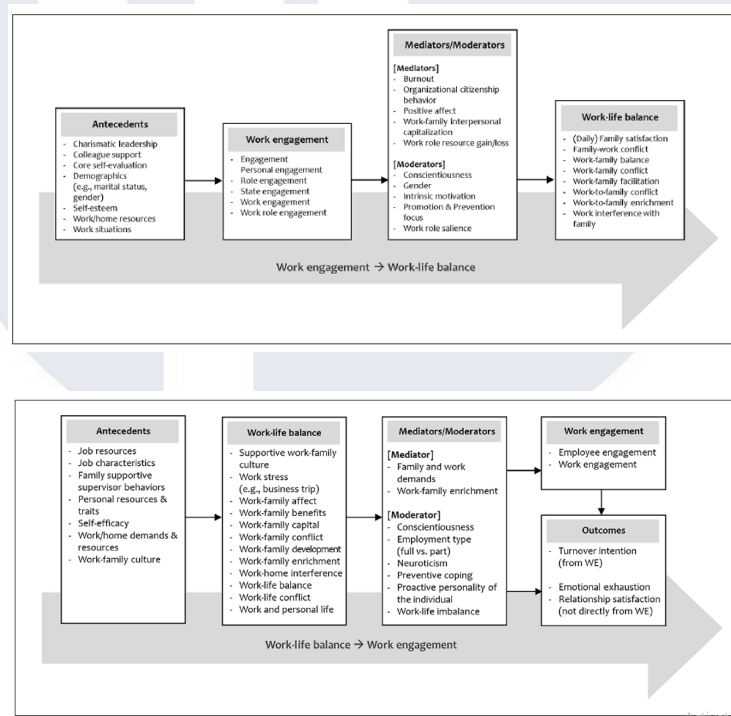 Antecedents
- Charismatic leadership
- Colleague support
- Core self-evaluation
- Demographics
(e.g., marital status,
gender)
- Self-esteem
- Work/home resources
- Work situations
Work engagement
- Engagement
Personal engagement
- Role engagement
- State engagement
- Work engagement
- Work role engagement
Mediators/Moderators
[Mediators]
- Burnout
- Organizational citizenship
behavior
- Positive affect
- Work-family interpersonal
capitalization
- Work role resource gain/loss
[Moderators]
- Conscientiousness
- Gender
- Intrinsic motivation
- Promotion & Prevention
focus
- Work role salience
Work-life balance
- (Daily) Family satisfaction
- Family-work conflict
- Work-family balance
- Work-family conflict
- Work-family facilitation
- Work-to-family conflict
- Work-to-family enrichment
- Work interference with
family
Work engagement → Work-life balance
Antecedents
- Job resources
- Job characteristics
- Family supportive
supervisor behaviors
- Personal resources &
traits
- Self-efficacy
- Work/home demands &
resources
- Work-family culture
Work-life balance
- Supportive work-family
culture
- Work stress
(e.g., business trip)
- Work-family affect
- Work-family benefits
- Work-family capital
- Work-family conflict
- Work-family development
- Work-family enrichment
- Work-home interference
- Work-life balance
- Work-life conflict
- Work and personal life
Mediators/Moderators
[Mediator]
- Family and work
demands
- Work-family enrichment
[Moderator]
- Conscientiousness
- Employment type
(full vs. part)
- Neuroticism
- Preventive coping
- Proactive personality of
the individual
- Work-life imbalance
Work engagement
- Employee engagement
- Work engagement
Outcomes
- Turnover intention
(from WE)
- Emotional exhaustion
- Relationship satisfaction
(not directly from WE)
Work-life balance → Work engagement